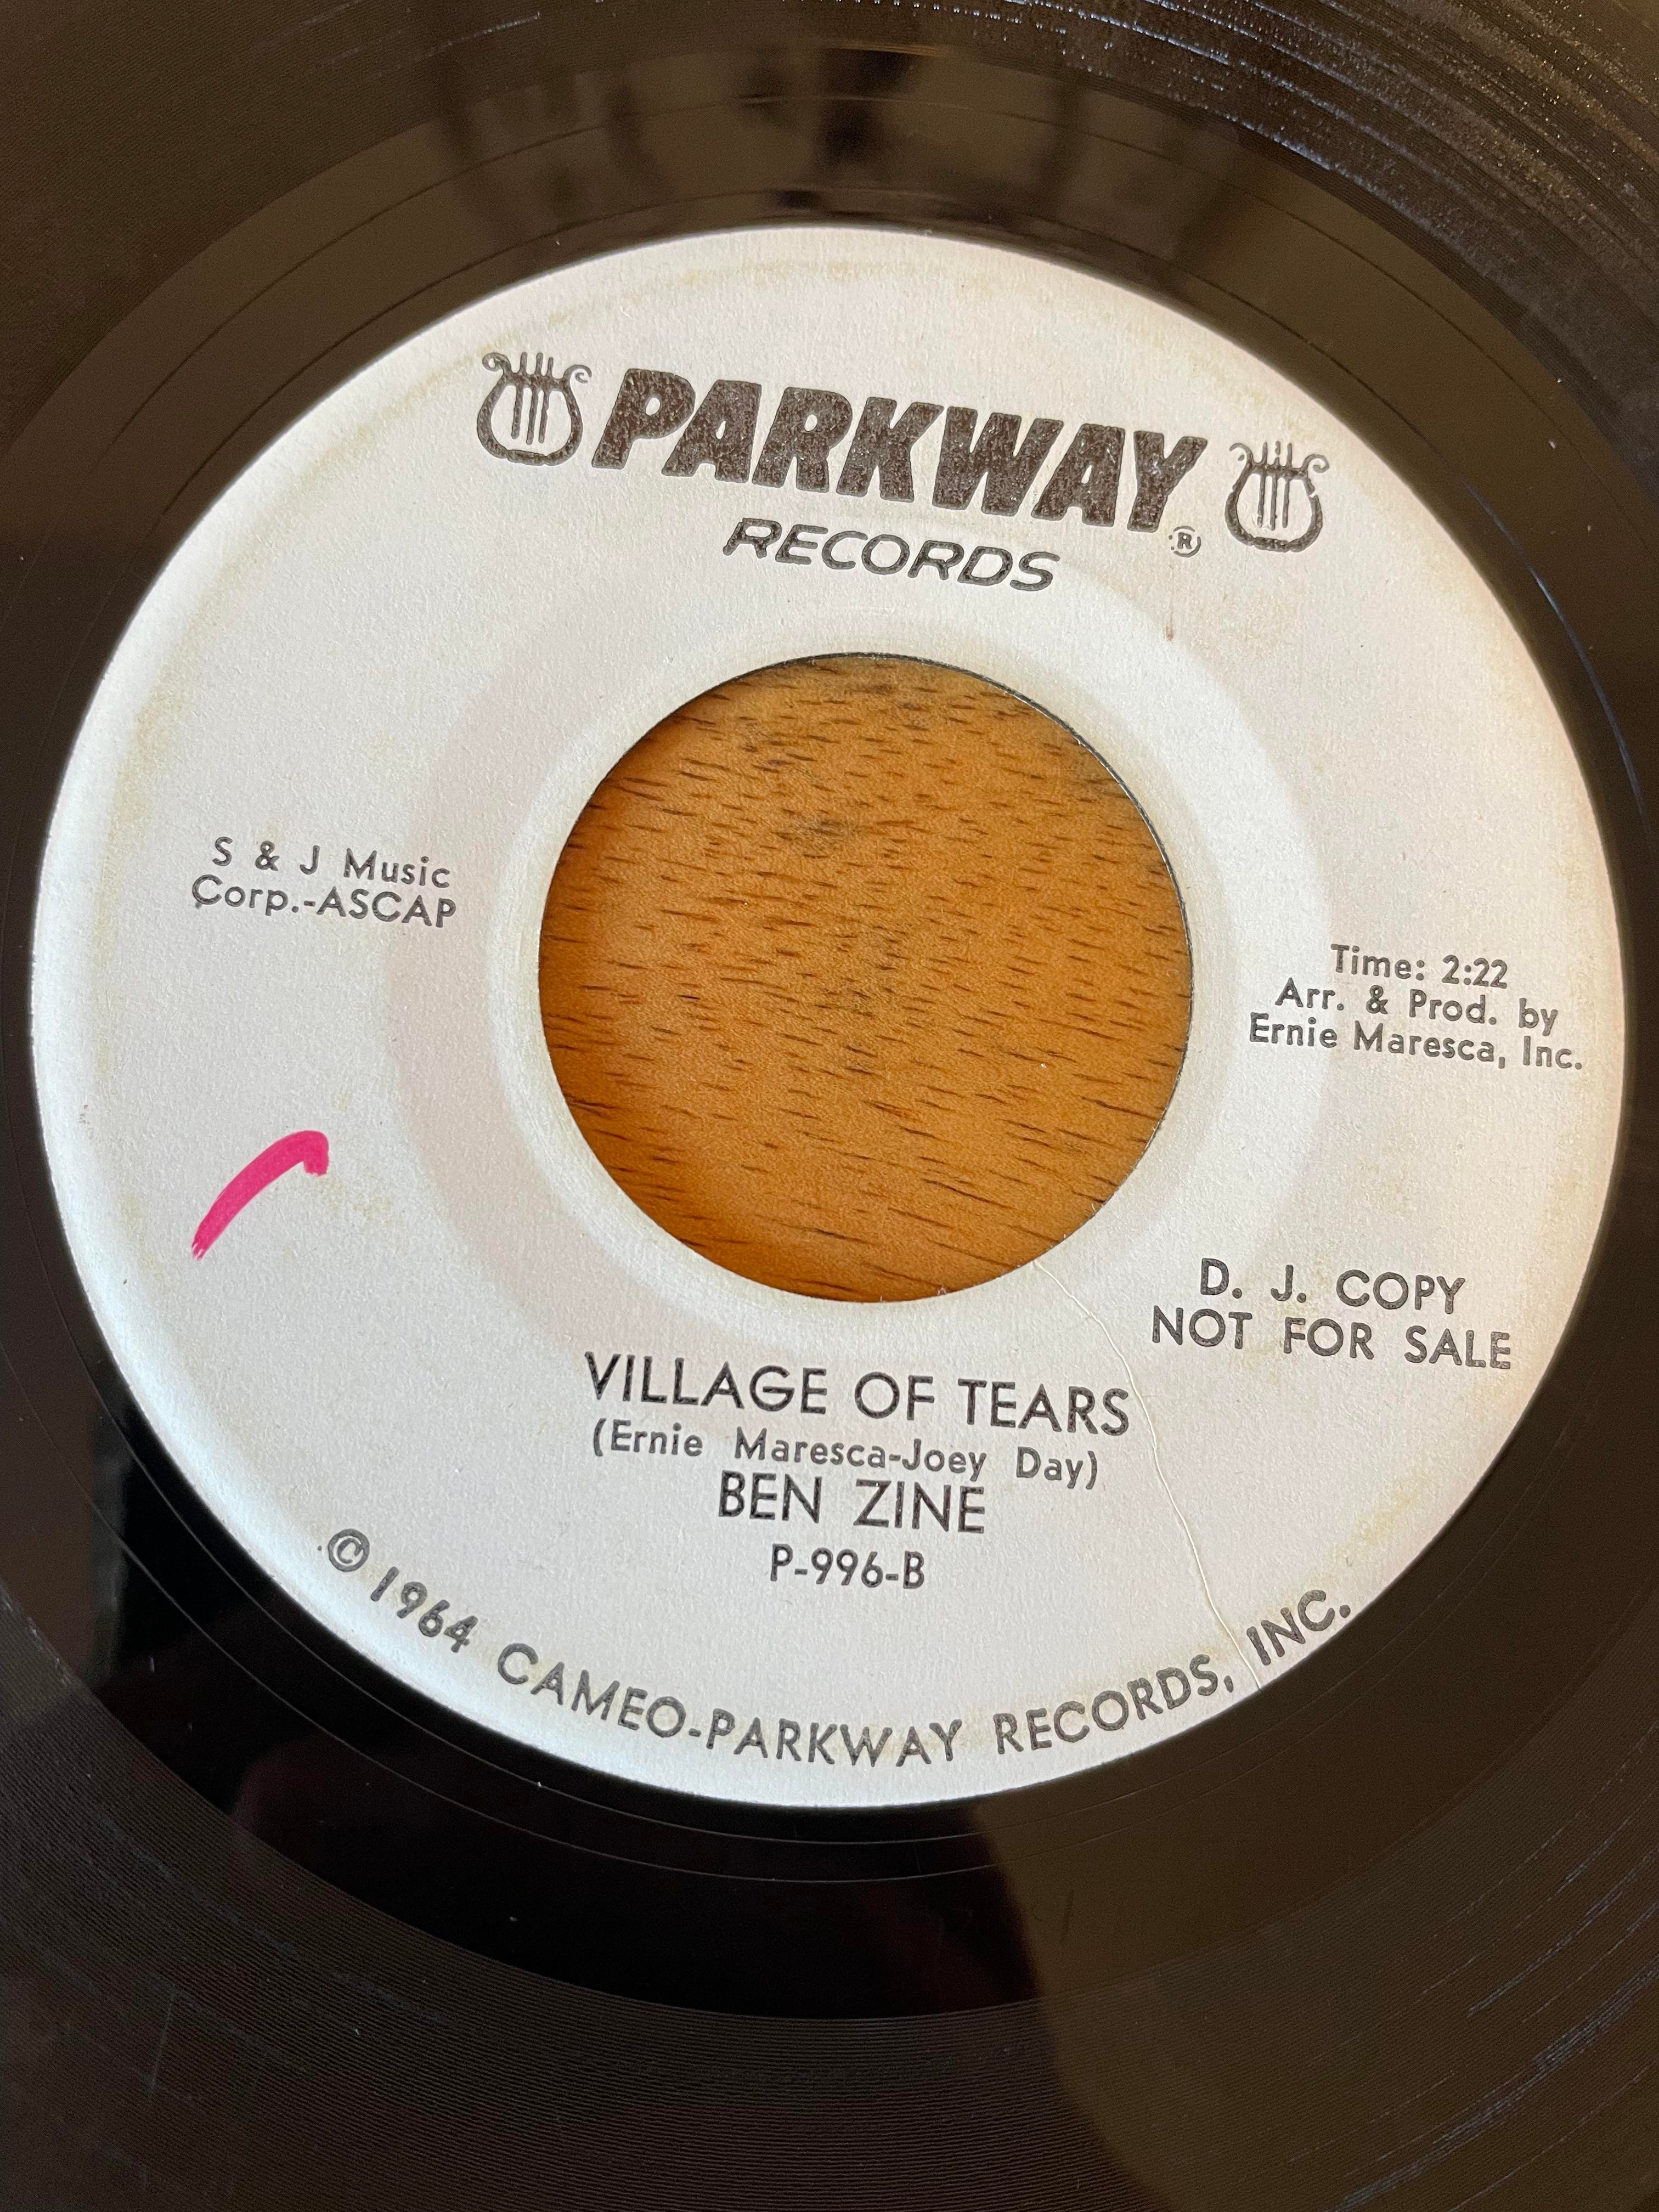 PARKWAY®
RECORDS
S & J Music
Corp.-ASCAP
Time: 2:22
Arr. & Prod. by
Ernie Maresca, Inc.
D. J. COPY
NOT FOR SALE
VILLAGE OF TEARS
(Ernie Maresca-Joey Day)
BEN ZINE
P-996-B
© 1964 CAMEO-PARKWAY RECORDS, INC.